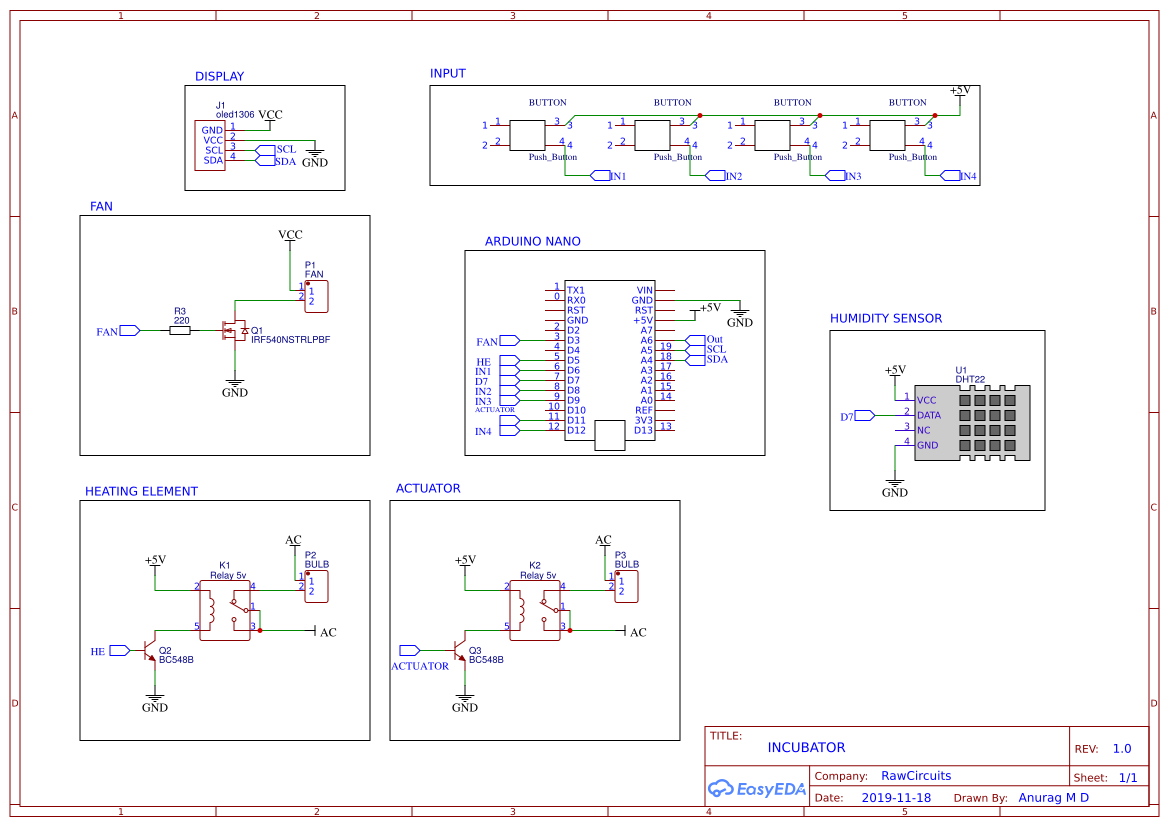 1 2 3 4 5
A A
B B
C C
D D
1 2 3 4 5
DISPLAY
J1
oled1306
VCC
GND 1
VCC 2
SCL 3 SCL
SDA 4 SDA
GND
INPUT
+5V
BUTTON BUTTON BUTTON BUTTON
1 1 3 3 1 1 3 3 1 1 3 3 1 1 3 3
2 2 4 4 2 2 4 4 2 2 4 4 2 2 4 4
Push_Button Push_Button Push_Button Push_Button
IN1 IN2 IN3 IN4
FAN
VCC
P1
FAN
1 1
2 2
R3
220
FAN
Q1
IRF540NSTRLPBF
GND
ARDUINO NANO
1 TX1 VIN
0 RX0 GND
RST RST +5V
GND +5V GND
2 D2 A7
FAN 3 D3 A6 Out
4 D4 A5 19 SCL
HE 5 D5 A4 18 SDA
IN1 6 D6 A3 17
D7 7 D7 A2 16
IN2 8 D8 A1 15
IN3 9 D9 A0 14
ACTUATOR 10 D10 REF
11 D11 3V3
IN4 12 D12 D13 13
HUMIDITY SENSOR
+5V
U1
DHT22
1 VCC
D7 2 DATA
3 NC
4 GND
GND
HEATING ELEMENT
AC
+5V
P2
BULB
K1
Relay 5v
1 1
2 4 2 2
1
5 3 AC
HE
Q2
BC548B
GND
ACTUATOR
AC
+5V
P3
BULB
K2
Relay 5v
1 1
2 4 2 2
1
5 3 AC
ACTUATOR
Q3
BC548B
GND
TITLE:
INCUBATOR
REV: 1.0
EasyEDA
Company: RawCircuits
Sheet: 1/1
Date: 2019-11-18 Drawn By: Anurag M D